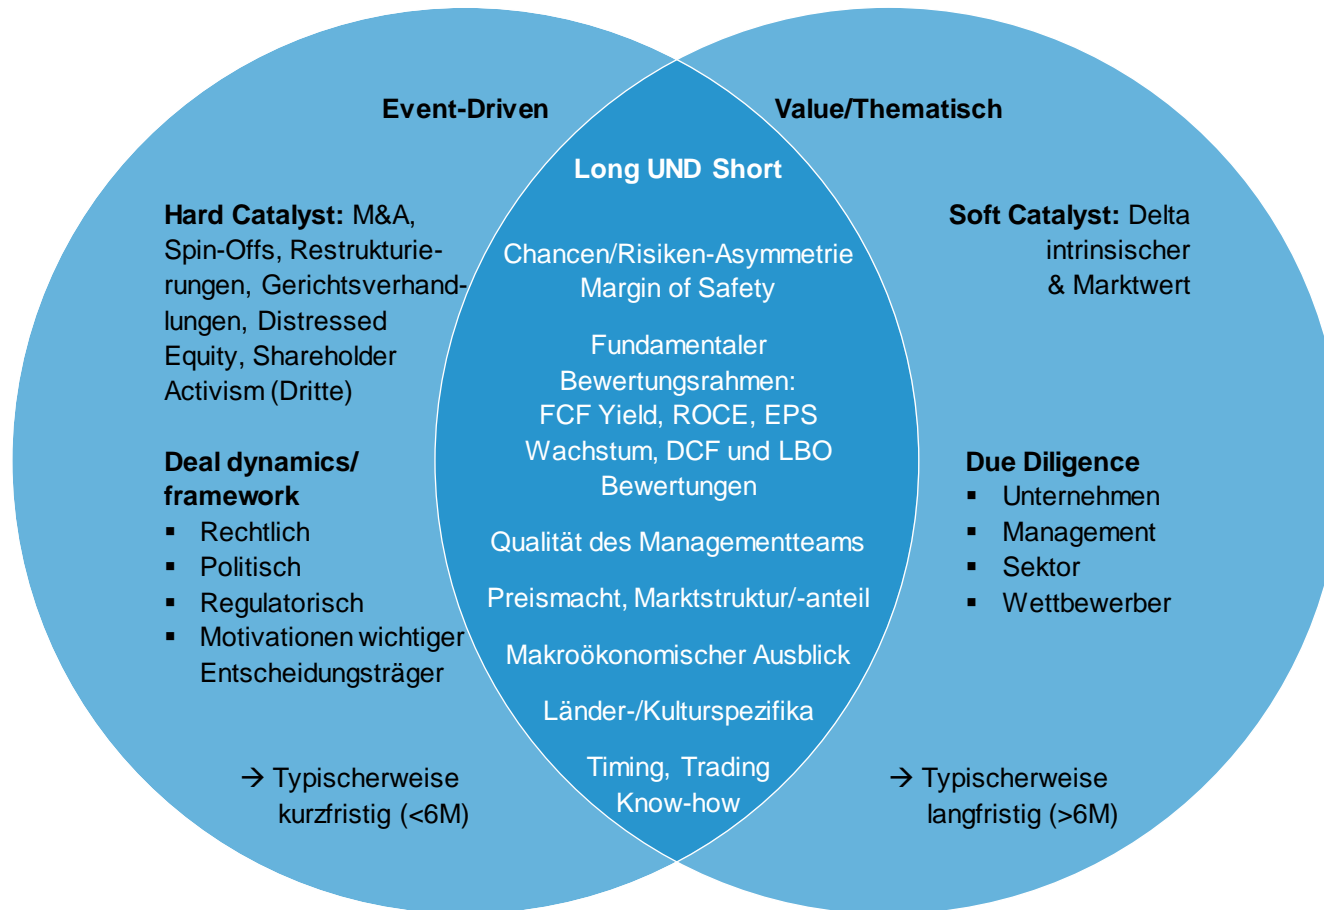 Event-Driven
Hard Catalyst: M&A,
Spin-Offs, Restrukturie-
rungen, Gerichtsverhand-
lungen, Distressed
Equity, Shareholder
Activism (Dritte)
Deal dynamics/
framework
▪ Rechtlich
▪ Politisch
▪ Regulatorisch
▪ Motivationen wichtiger
Entscheidungsträger
→ Typischerweise
kurzfristig (<6M)
Long UND Short
Chancen/Risiken-Asymmetrie
Margin of Safety
Fundamentaler
Bewertungsrahmen:
FCF Yield, ROCE, EPS
Wachstum, DCF und LBO
Bewertungen
Qualität des Managementteams
Preismacht, Marktstruktur/-anteil
Makroökonomischer Ausblick
Länder-/Kulturspezifika
Timing, Trading
Know-how
Value/Thematisch
Soft Catalyst: Delta
intrinsischer
& Marktwert
Due Diligence
▪ Unternehmen
▪ Management
▪ Sektor
▪ Wettbewerber
→ Typischerweise
langfristig (>6M)